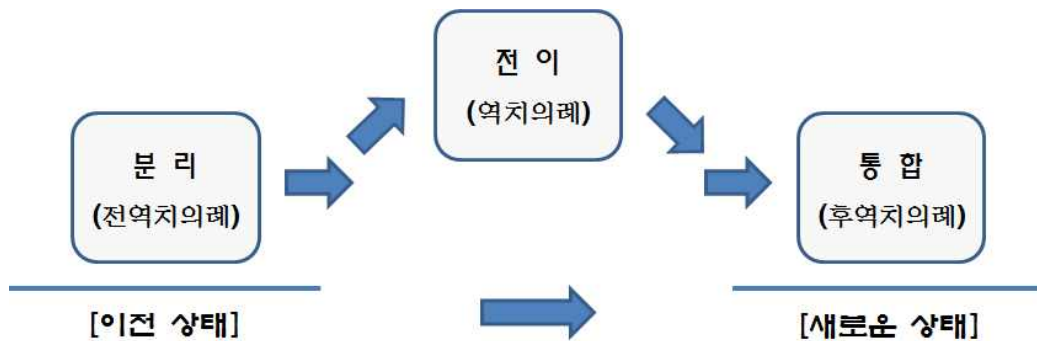 전 이
(역치의례)
분 리
(전역치의례)
통 합
(후역치의례)
[이전 상태]
[새로운 상태]